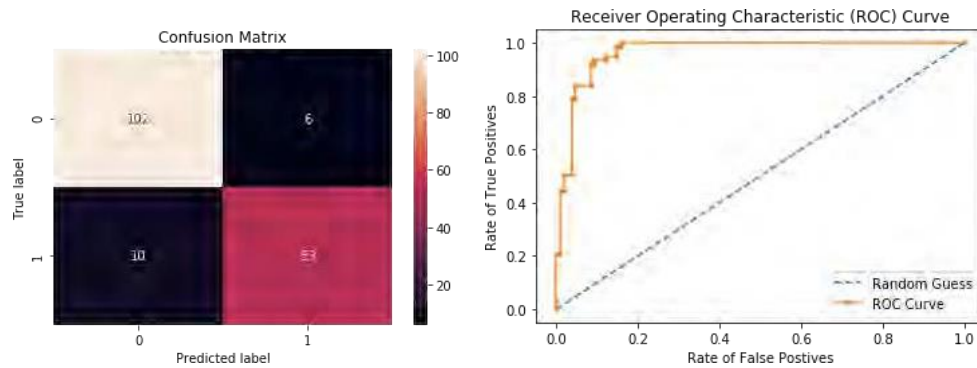 Confusion Matrix
True label
0
1
102
6
10
53
0
1
Predicted label
100
80
60
40
20
Receiver Operating Characteristic (ROC) Curve
Rate of True Positives
1.0
0.8
0.6
0.4
0.2
0.0
Random Guess
ROC Curve
0.0 0.2 0.4 0.6 0.8 1.0
Rate of False Postives